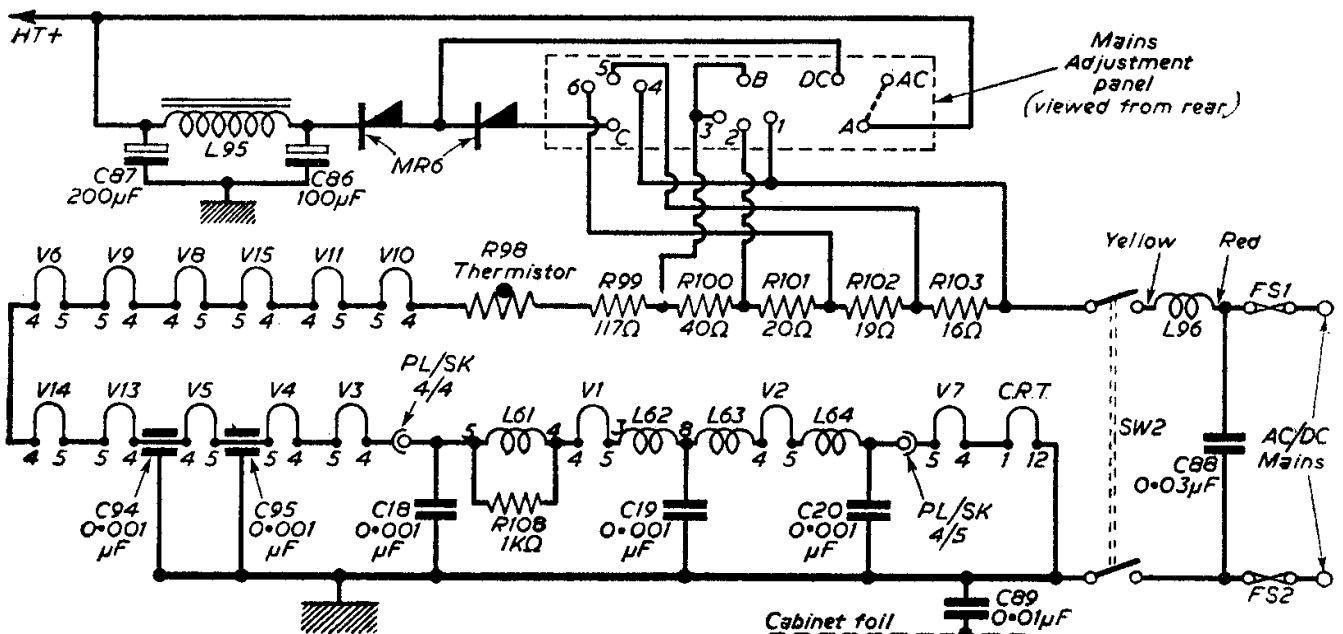 HT+
Mains
Adjustment
panel
(viewed from rear)
5
6
4
B
DC
AC
C
3
2
1
A
L95
MR6
C87
200µF
C86
100µF
V6 V9 V8 V15 V11 V10
R98
Thermistor
R99 R100 R101 R102 R103
117Ω 40Ω 20Ω 19Ω 16Ω
Yellow Red
FS1
L96
4 5 4 5 4 5 5 4 4 5 5 4
V14 V13 V5 V4 V3
PL/SK
4/4
V1 V2 V7 C.R.T.
L61 L62 L63 L64
5 4 3 8
4 5 5 4 4 5 5 4 5 4 4 5 4 5 5 4 1 12
SW2
AC/DC
Mains
C88
0·03µF
C94
0·001
µF
C95
0·001
µF
C18
0·001
µF
R108
1KΩ
C19
0·001
µF
C20
0·001
µF
PL/SK
4/5
FS2
C89
0·01µF
Cabinet foil